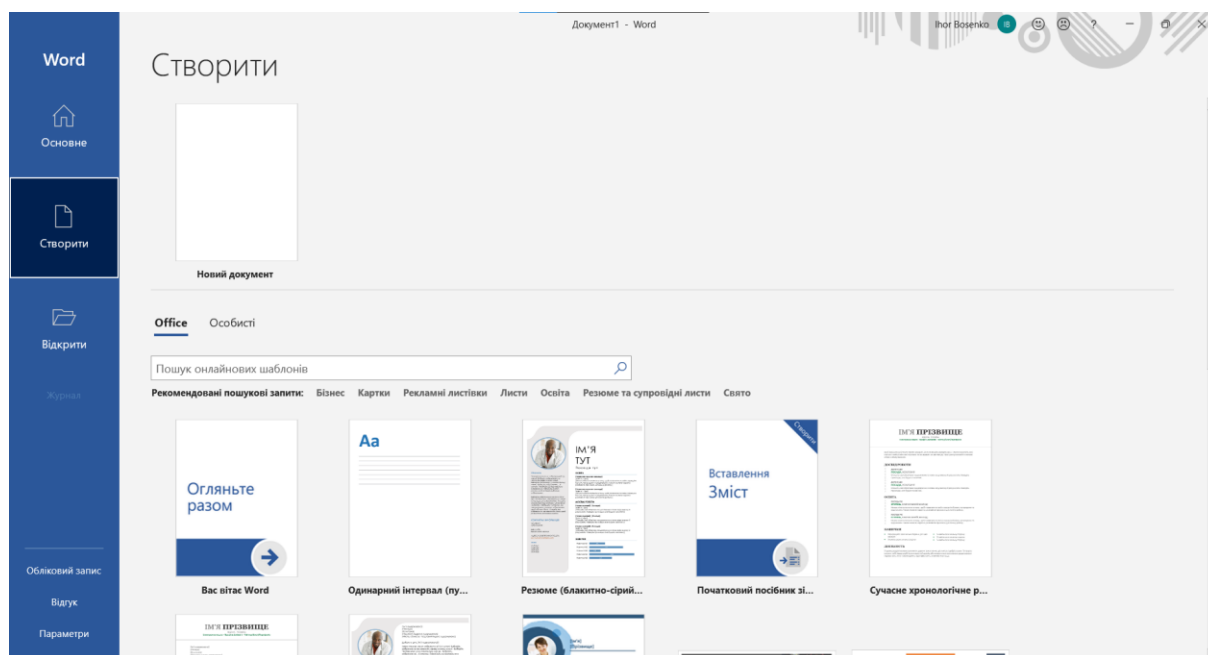 Документ1 - Word
Ihor Bosenko
?
Word
Основне
Створити
Відкрити
Журнал
Обліковий запис
Відгук
Параметри
Створити
Новий документ
Office Особисті
Пошук онлайнових шаблонів
Рекомендовані пошукові запити: Бізнес Картки Рекламні листівки Листи Освіта Резюме та супровідні листи Свято
Огляньте
разом
Вас вітає Word
Aa
Одинарний інтервал (пу...
ІМ'Я
ТУТ
Резюме (блакитно-сірий...
Створити
Вставлення
Зміст
Початковий посібник зі...
ІМ'Я ПРІЗВИЩЕ
Сучасне хронологічне р...
ІМ'Я ПРІЗВИЩЕ
[Ім'я]
[Прізвище]